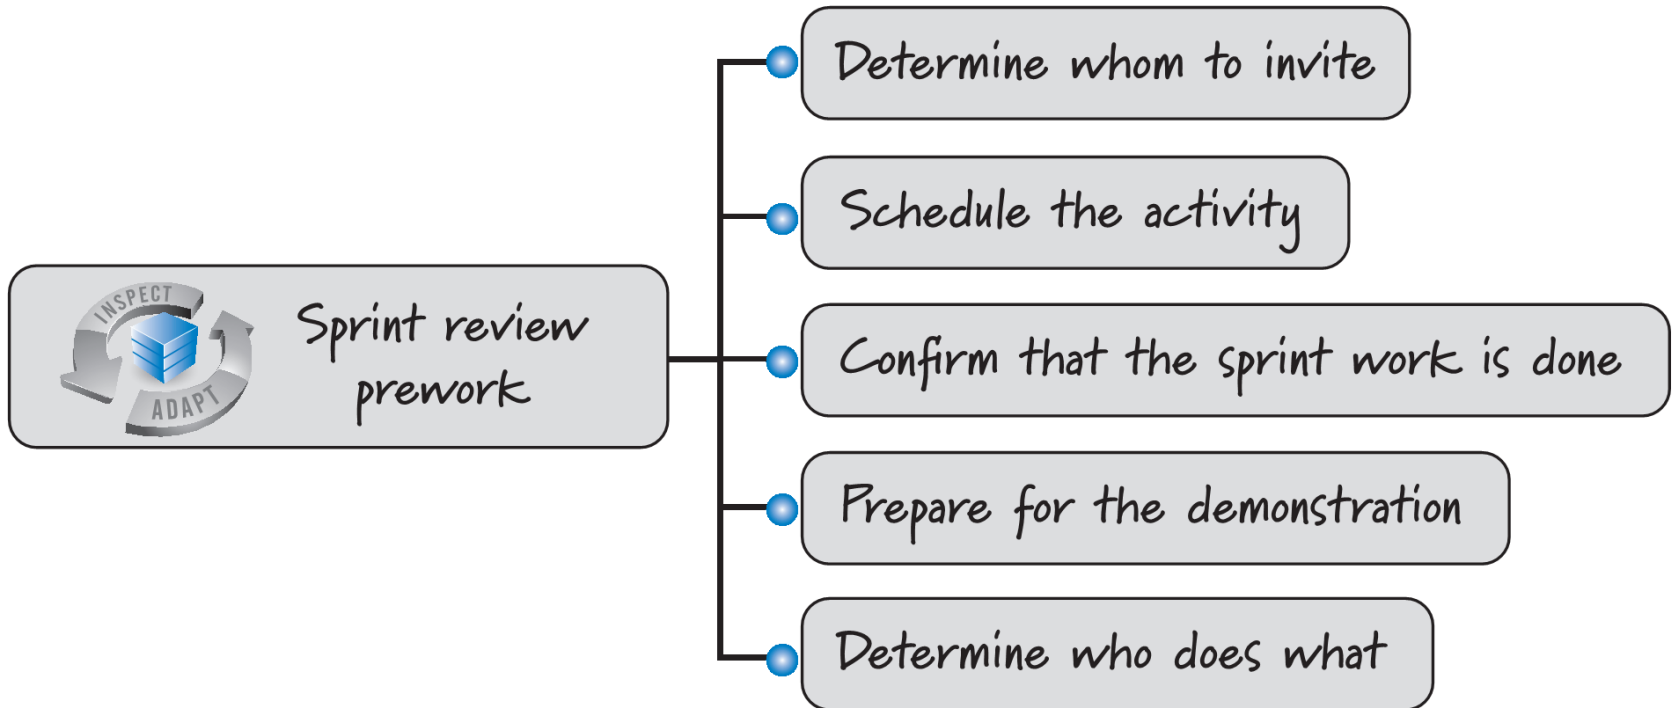 Determine whom to invite
Schedule the activity
INSPECT
ADAPT
Sprint review
prework
Confirm that the sprint work is done
Prepare for the demonstration
Determine who does what